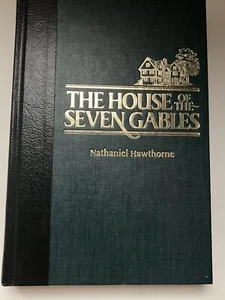 THE HOUSE OF THE
SEVEN GABLES
Nathaniel Hawthorne